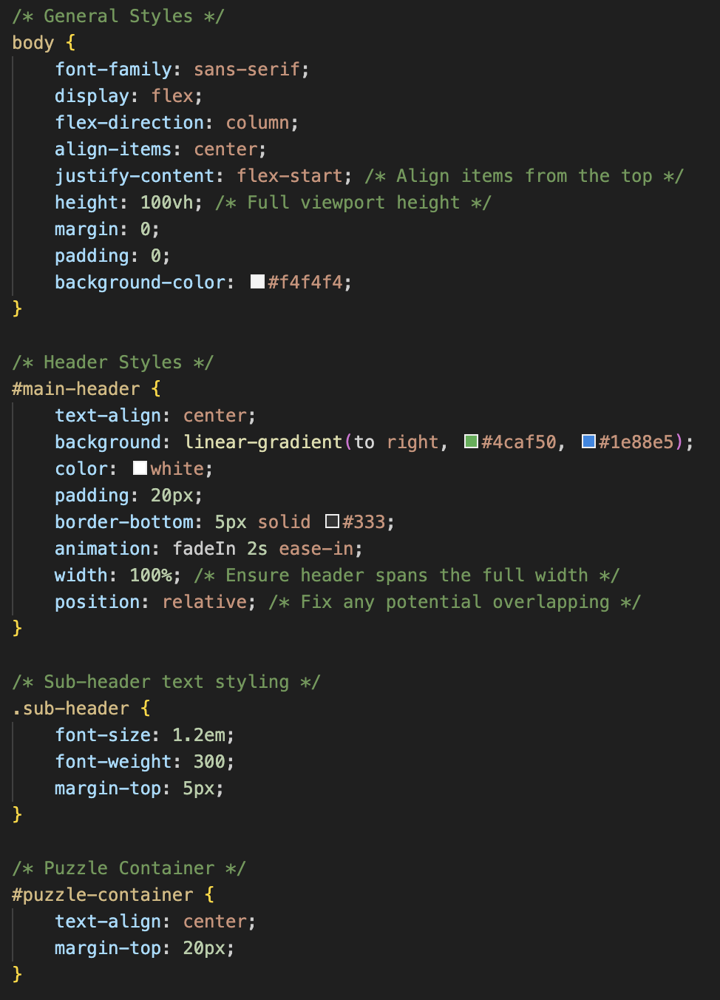 /* General Styles */
body {
    font-family: sans-serif;
    display: flex;
    flex-direction: column;
    align-items: center;
    justify-content: flex-start; /* Align items from the top */
    height: 100vh; /* Full viewport height */
    margin: 0;
    padding: 0;
    background-color: #f4f4f4;
}

/* Header Styles */
#main-header {
    text-align: center;
    background: linear-gradient(to right, #4caf50, #1e88e5);
    color: white;
    padding: 20px;
    border-bottom: 5px solid #333;
    animation: fadeIn 2s ease-in;
    width: 100%; /* Ensure header spans the full width */
    position: relative; /* Fix any potential overlapping */
}

/* Sub-header text styling */
.sub-header {
    font-size: 1.2em;
    font-weight: 300;
    margin-top: 5px;
}

/* Puzzle Container */
#puzzle-container {
    text-align: center;
    margin-top: 20px;
}